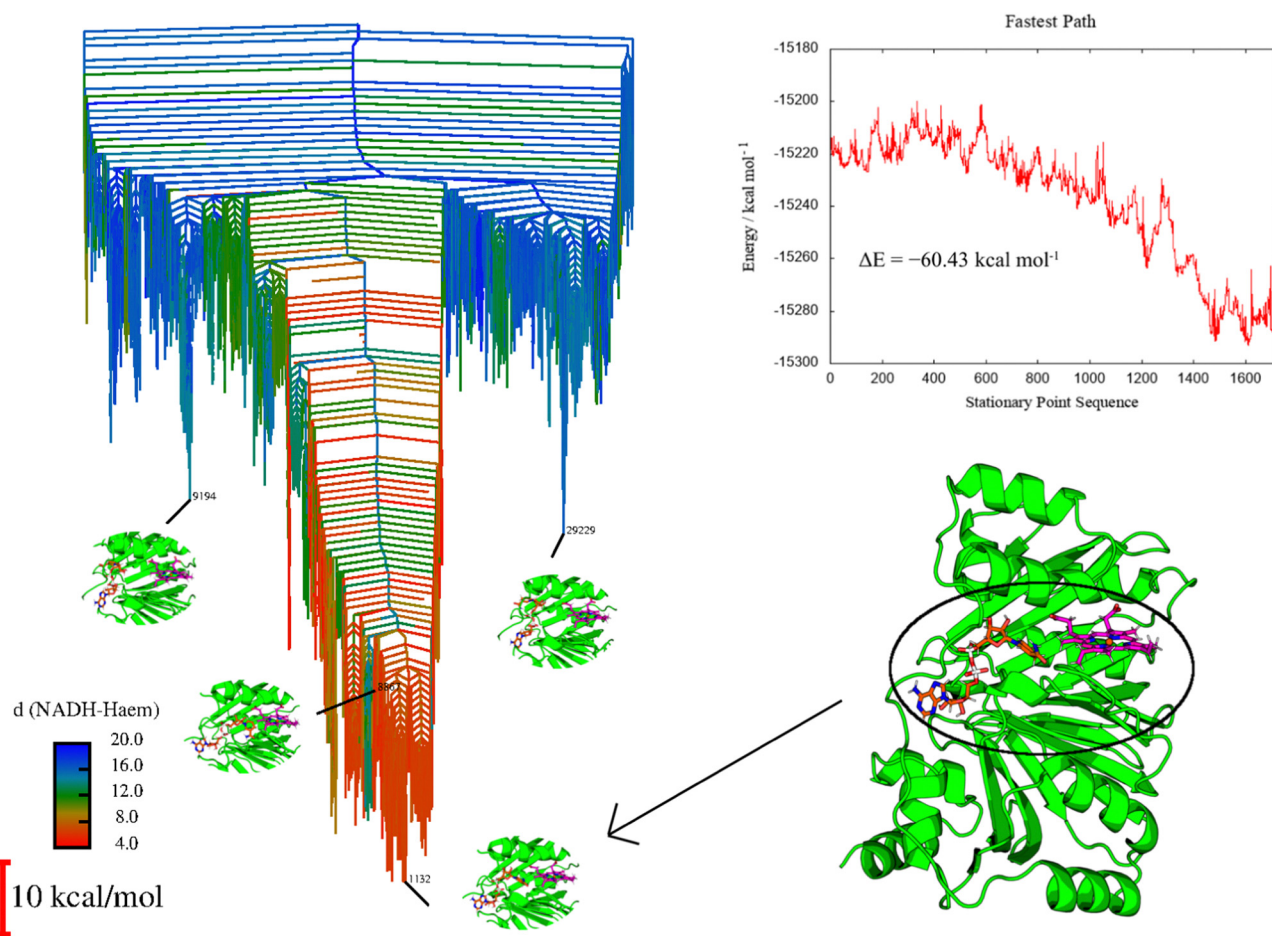 Fastest Path
-15180
-15200
-15220
-15240
-15260
-15280
-15300
Energy / kcal mol⁻¹
ΔE = −60.43 kcal mol⁻¹
0 200 400 600 800 1000 1200 1400 1600
Stationary Point Sequence
9194
29229
d (NADH-Haem)
20.0
16.0
12.0
8.0
4.0
1132
10 kcal/mol